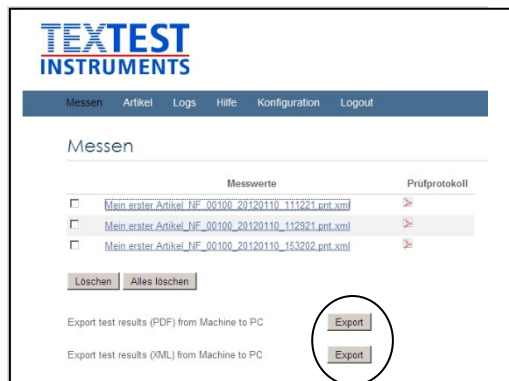 TEXTEST
INSTRUMENTS
Messen Artikel Logs Hilfe Konfiguration Logout
Messen
Messwerte Prüfprotokoll
Mein erster Artikel_NF_00100_20120110_111221.pnt.xml
Mein erster Artikel_NF_00100_20120110_112921.pnt.xml
Mein erster Artikel_NF_00100_20120110_153202.pnt.xml
Löschen Alles löschen
Export test results (PDF) from Machine to PC Export
Export test results (XML) from Machine to PC Export